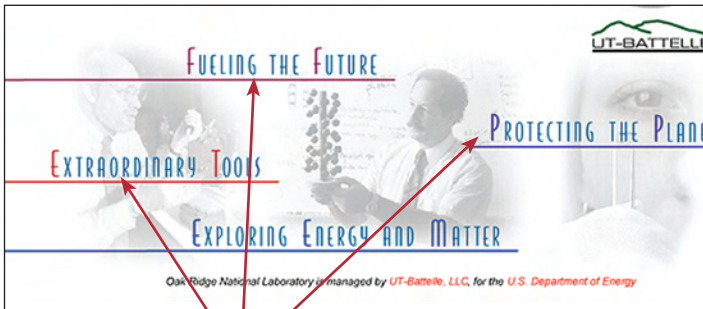 UT-BATTELLE
FUELING THE FUTURE
PROTECTING THE PLAN
EXTRAORDINARY TOOLS
EXPLORING ENERGY AND MATTER
Oak Ridge National Laboratory is managed by UT-Battelle, LLC, for the U.S. Department of Energy